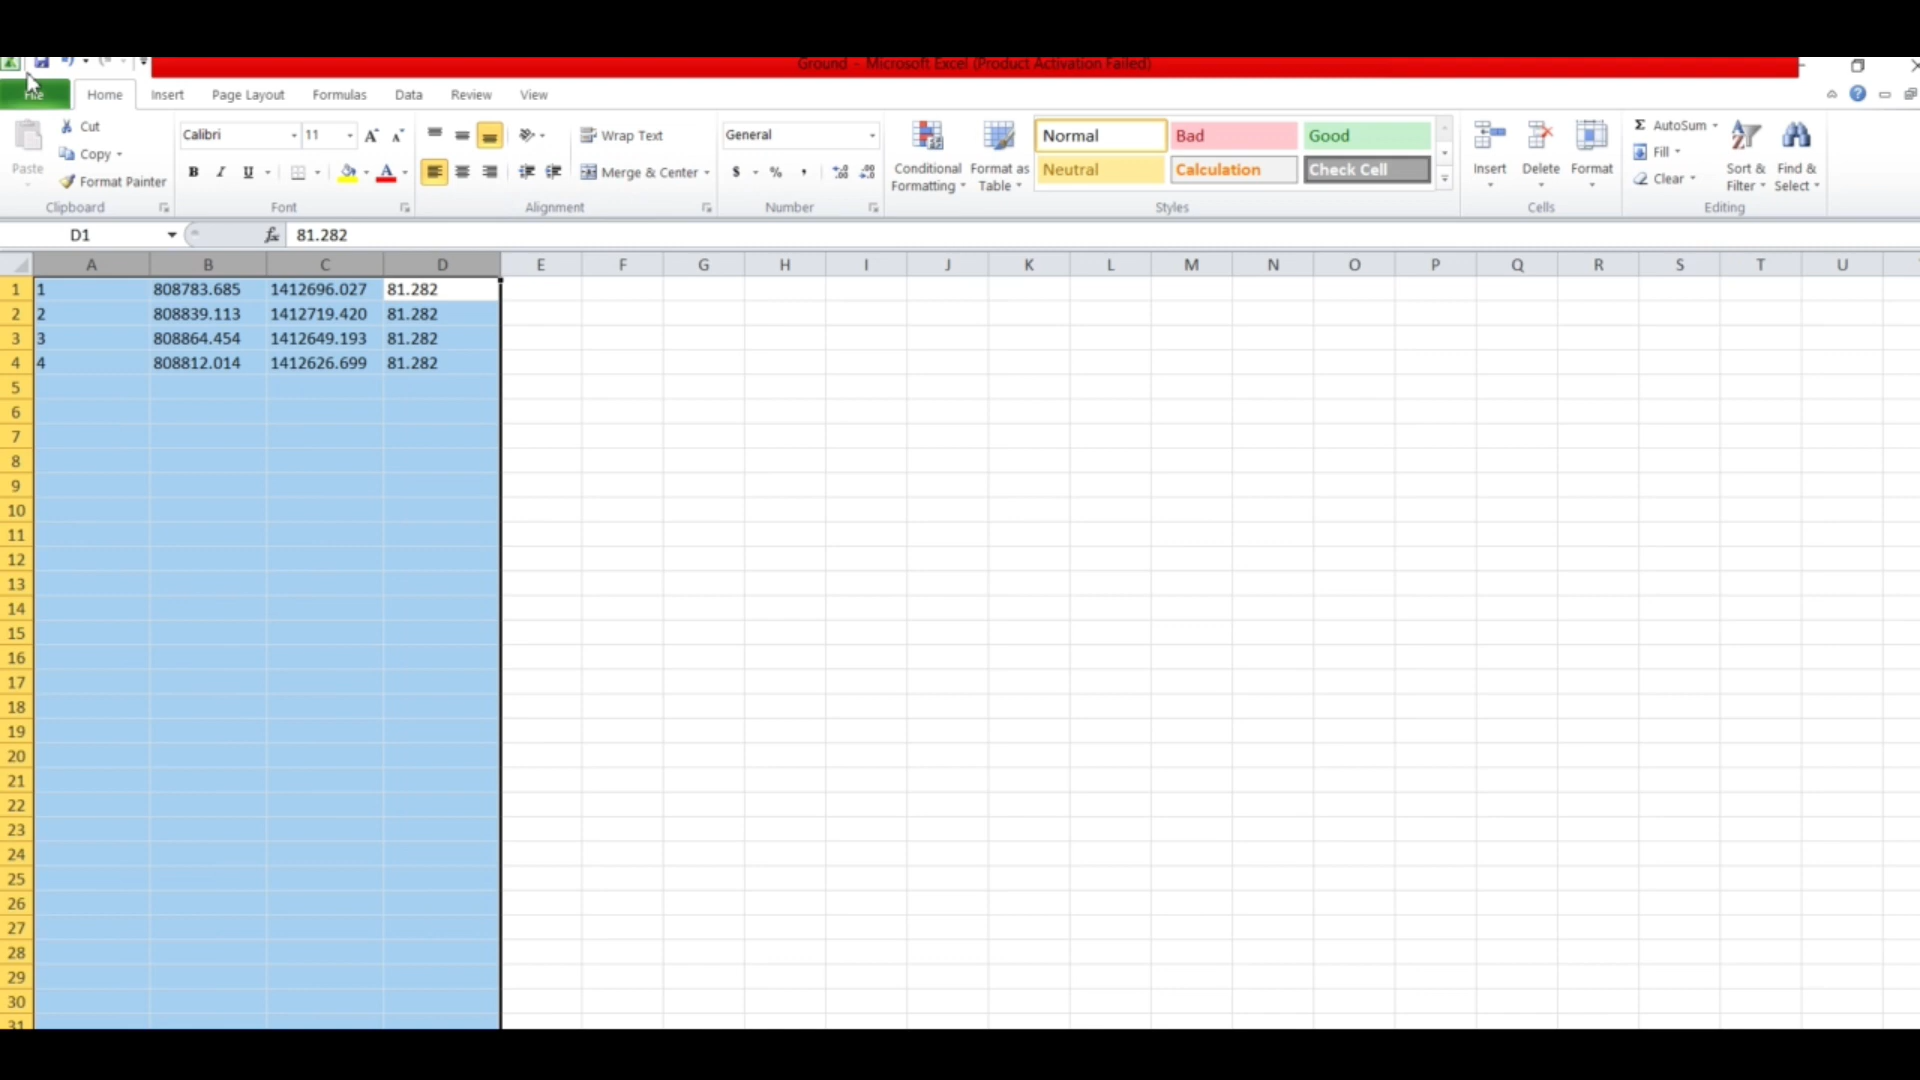 Ground - Microsoft Excel (Product Activation Failed)
File Home Insert Page Layout Formulas Data Review View
Paste
Cut
Copy
Format Painter
Clipboard
Calibri 11
B I U
Font
Wrap Text
Merge & Center
Alignment
General
$ % ,
Number
Conditional Formatting
Format as Table
Normal Bad Good
Neutral Calculation Check Cell
Styles
Insert Delete Format
Cells
Σ AutoSum
Fill
Clear
Sort & Filter
Find & Select
Editing
D1 fx 81.282
A B C D E F G H I J K L M N O P Q R S T U
1 1 808783.685 1412696.027 81.282
2 2 808839.113 1412719.420 81.282
3 3 808864.454 1412649.193 81.282
4 4 808812.014 1412626.699 81.282
5
6
7
8
9
10
11
12
13
14
15
16
17
18
19
20
21
22
23
24
25
26
27
28
29
30
31